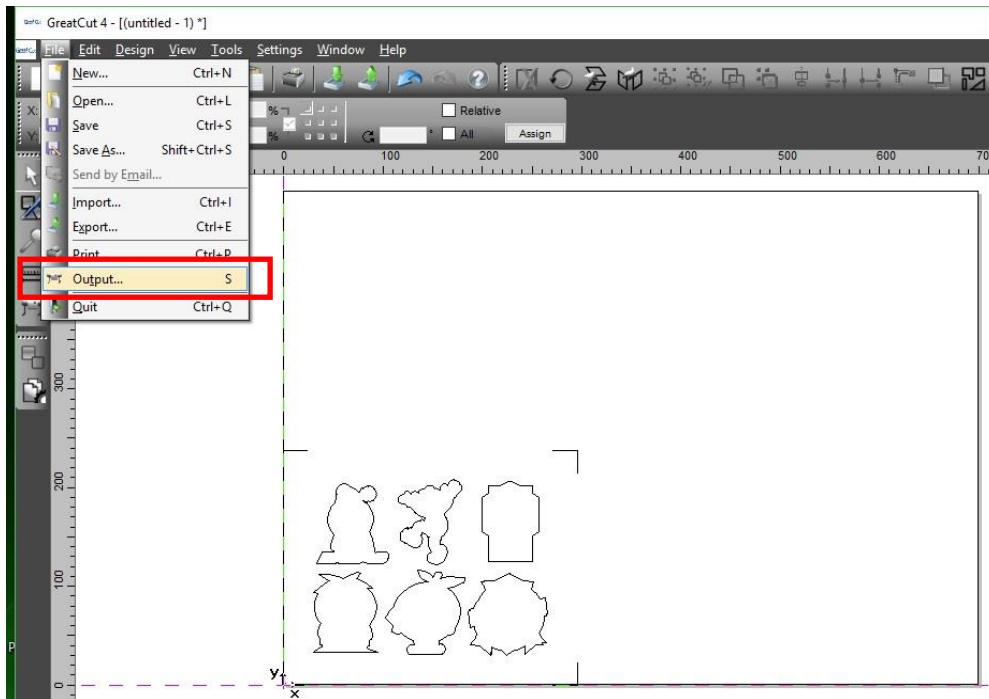 GreatCut 4 - [(untitled - 1) *]
File Edit Design View Tools Settings Window Help
New... Ctrl+N
Open... Ctrl+L
Save Ctrl+S
Save As... Shift+Ctrl+S
Send by Email...
Import... Ctrl+I
Export... Ctrl+E
Print... Ctrl+P
Output... S
Quit Ctrl+Q
X: % Relative
Y: % ° All Assign
0 100 200 300 400 500 600 70
300
200
100
0
Y
X
P